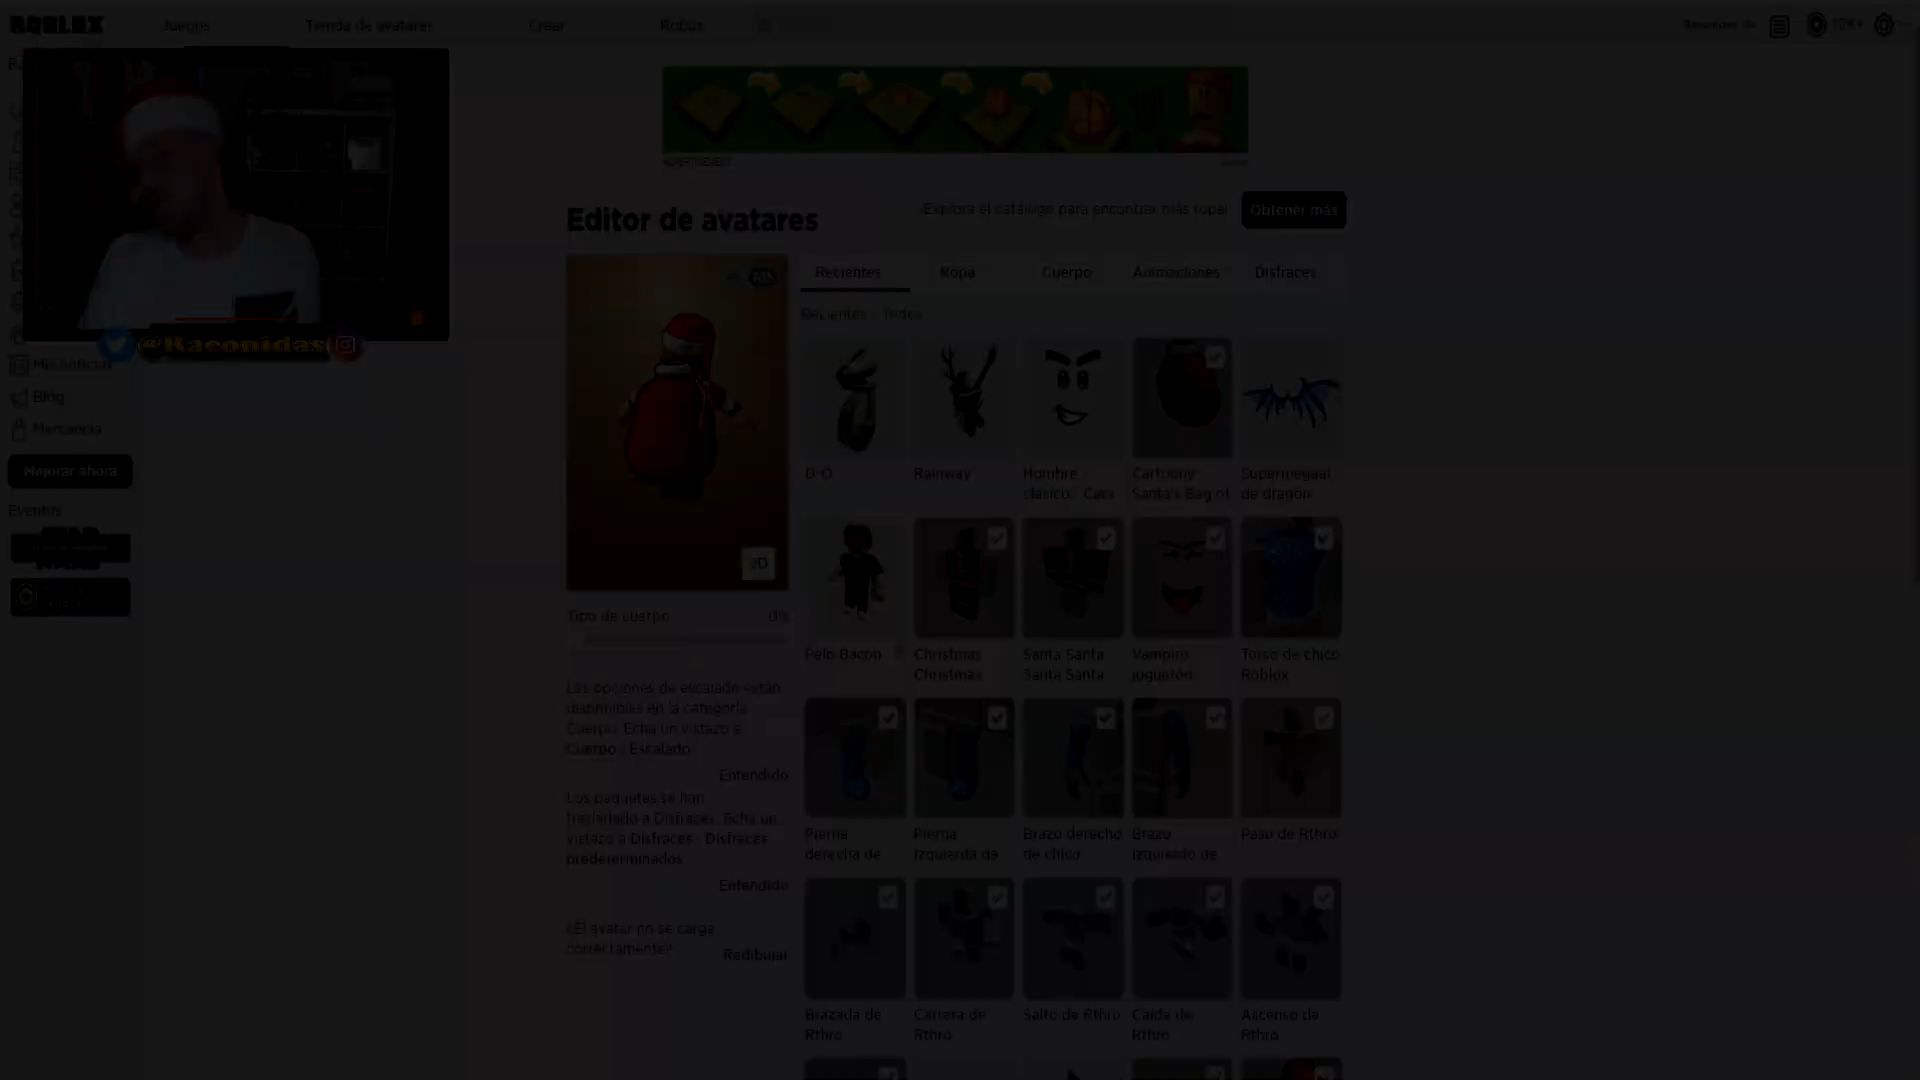 ROBLOX
Juegos
Tienda de avatares
Crear
Robux
ADVERTISEMENT
Editor de avatares
¡Explora el catálogo para encontrar más ropa!
Obtener más
@Raconidas
Mis noticias
Blog
Mercancía
Mejorar ahora
Eventos
R15
2D
Tipo de cuerpo
0%
Las opciones de escalado están
disponibles en la categoría
Cuerpo. Echa un vistazo a
Cuerpo > Escalado
Entendido
Los paquetes se han
trasladado a Disfraces. Echa un
vistazo a Disfraces > Disfraces
predeterminados
Entendido
¿El avatar no se carga
correctamente?
Redibujar
Recientes
Ropa
Cuerpo
Animaciones
Disfraces
Recientes > Todos
D-O
Rainway
Hombre
clásico - Cara
Cartoony
Santa's Bag of
Supermegaal
de dragón
Pelo Bacon
Christmas
Christmas
Santa Santa
Santa Santa
Vampiro
juguetón
Torso de chico
Roblox
Pierna
derecha de
Pierna
izquierda de
Brazo derecho
de chico
Brazo
izquierdo de
Paso de Rthro
Brazada de
Rthro
Carrera de
Rthro
Salto de Rthro
Caída de
Rthro
Ascenso de
Rthro